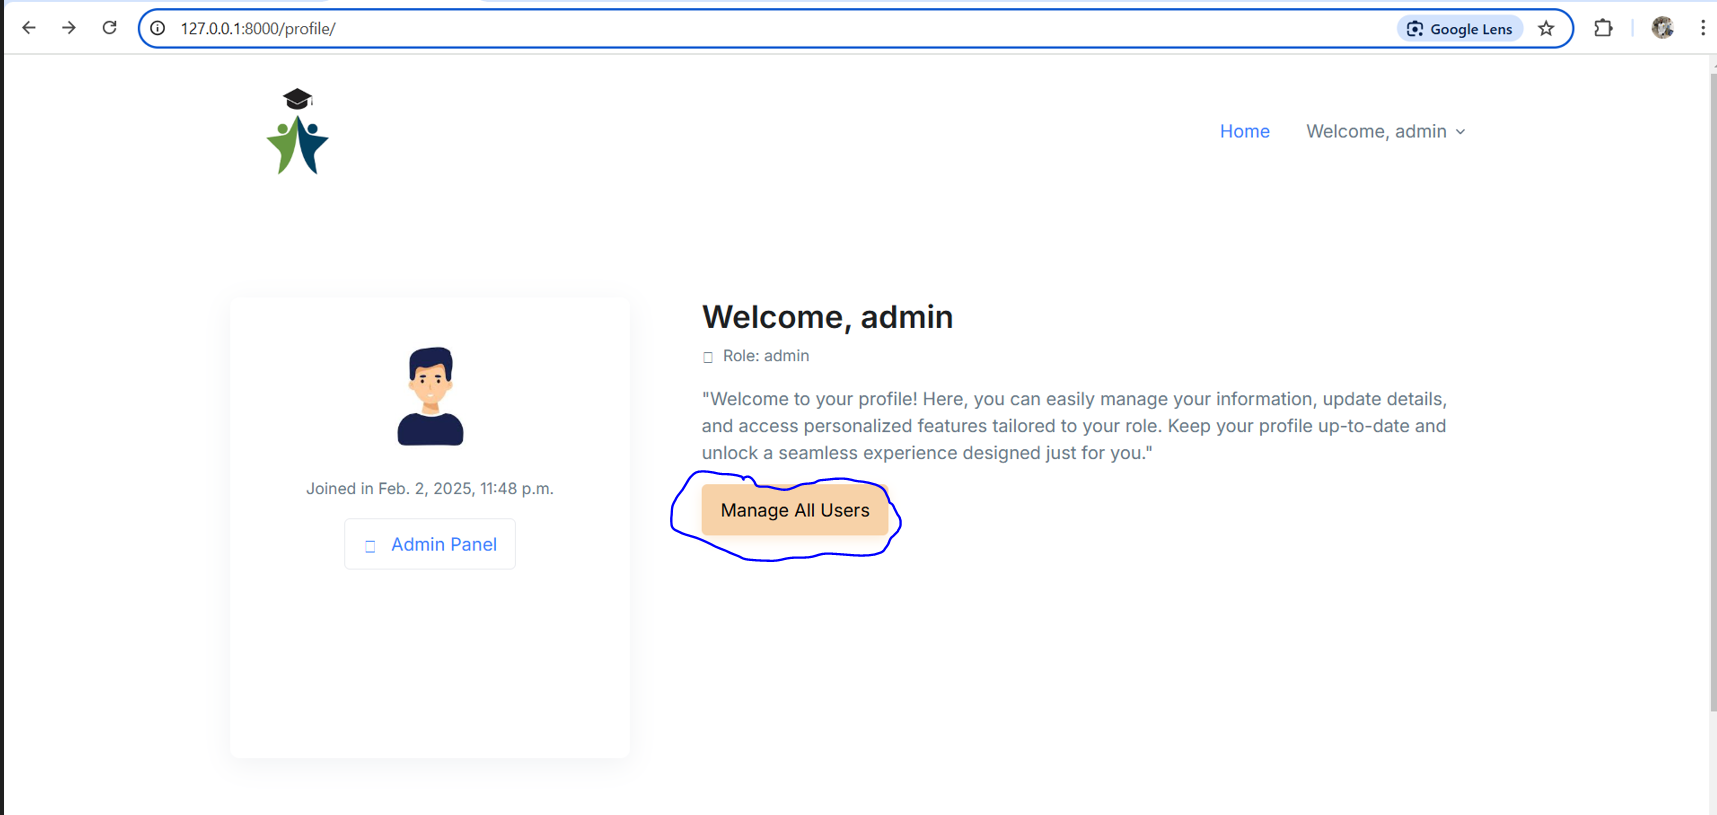 127.0.0.1:8000/profile/
Google Lens
Home
Welcome, admin
Welcome, admin
Role: admin
"Welcome to your profile! Here, you can easily manage your information, update details,
and access personalized features tailored to your role. Keep your profile up-to-date and
unlock a seamless experience designed just for you."
Manage All Users
Joined in Feb. 2, 2025, 11:48 p.m.
Admin Panel